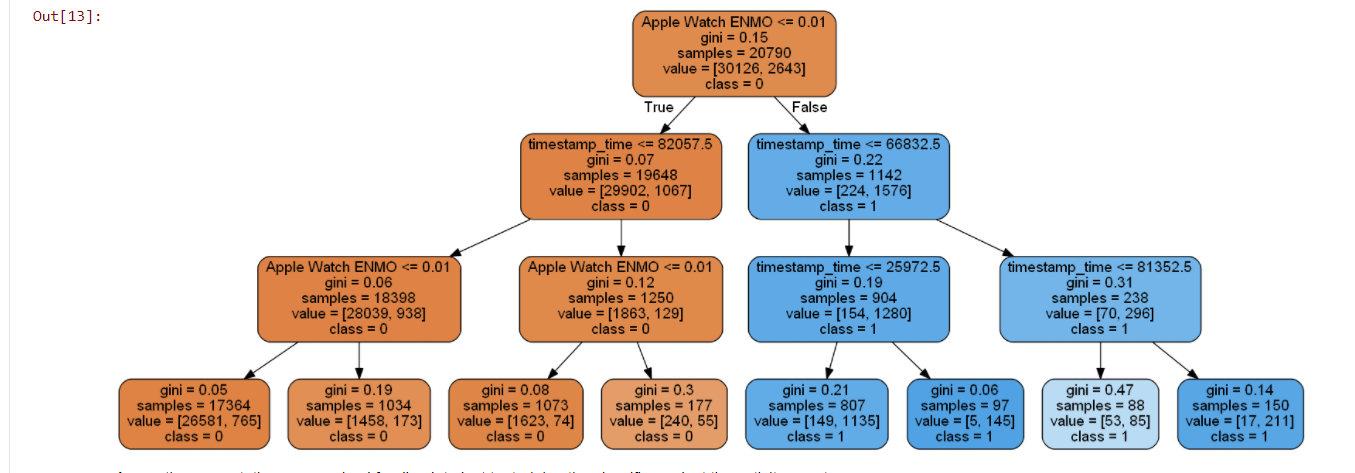 Out[13]:
Apple Watch ENMO <= 0.01
gini = 0.15
samples = 20790
value = [30126, 2643]
class = 0
True
False
timestamp_time <= 82057.5
gini = 0.07
samples = 19648
value = [29902, 1067]
class = 0
timestamp_time <= 66832.5
gini = 0.22
samples = 1142
value = [224, 1576]
class = 1
Apple Watch ENMO <= 0.01
gini = 0.06
samples = 18398
value = [28039, 938]
class = 0
Apple Watch ENMO <= 0.01
gini = 0.12
samples = 1250
value = [1863, 129]
class = 0
timestamp_time <= 25972.5
gini = 0.19
samples = 904
value = [154, 1280]
class = 1
timestamp_time <= 81352.5
gini = 0.31
samples = 238
value = [70, 296]
class = 1
gini = 0.05
samples = 17364
value = [26581, 765]
class = 0
gini = 0.19
samples = 1034
value = [1458, 173]
class = 0
gini = 0.08
samples = 1073
value = [1623, 74]
class = 0
gini = 0.3
samples = 177
value = [240, 55]
class = 0
gini = 0.21
samples = 807
value = [149, 1135]
class = 1
gini = 0.06
samples = 97
value = [5, 145]
class = 1
gini = 0.47
samples = 88
value = [53, 85]
class = 1
gini = 0.14
samples = 150
value = [17, 211]
class = 1